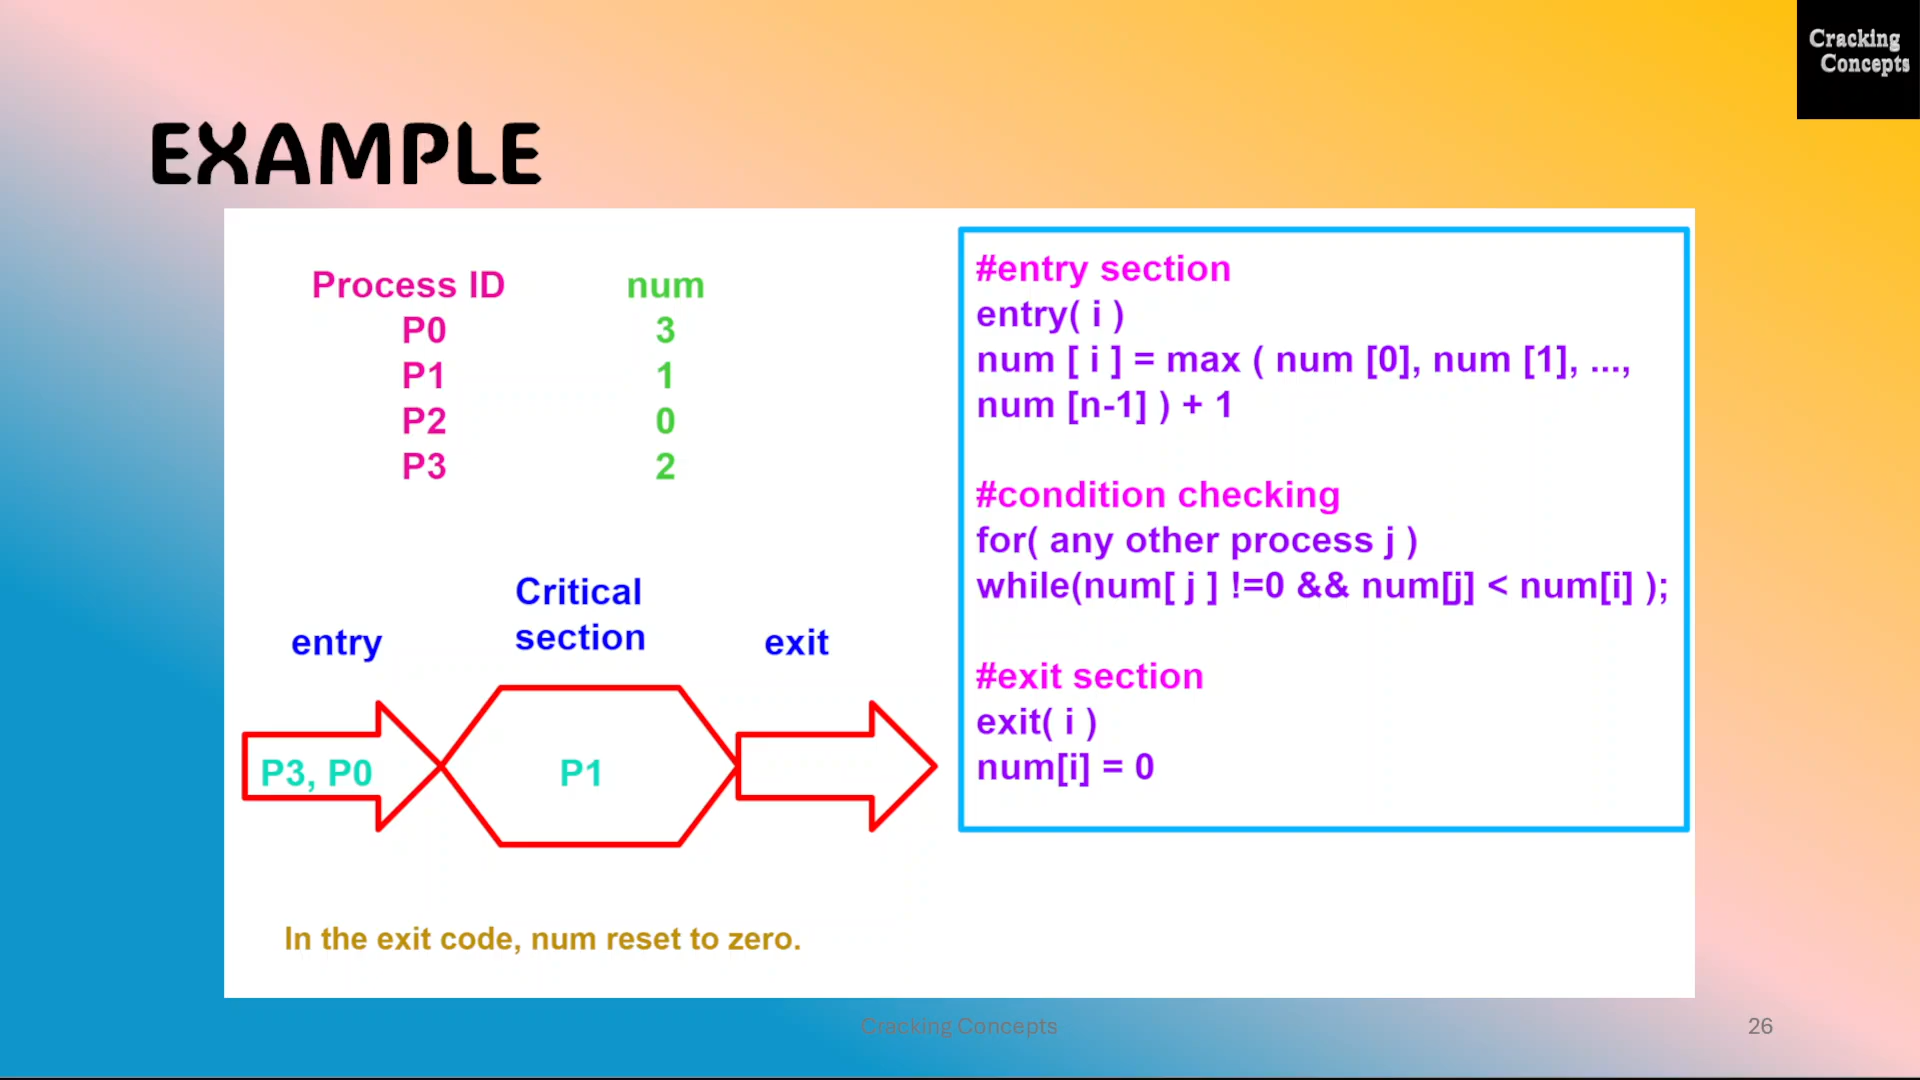 Cracking
Concepts
EXAMPLE
Process ID num
P0 3
P1 1
P2 0
P3 2
Critical
section
entry
exit
P3, P0
P1
In the exit code, num reset to zero.
#entry section
entry( i )
num [ i ] = max ( num [0], num [1], ...,
num [n-1] ) + 1
#condition checking
for( any other process j )
while(num[ j ] !=0 && num[j] < num[i] );
#exit section
exit( i )
num[i] = 0
Cracking Concepts
26